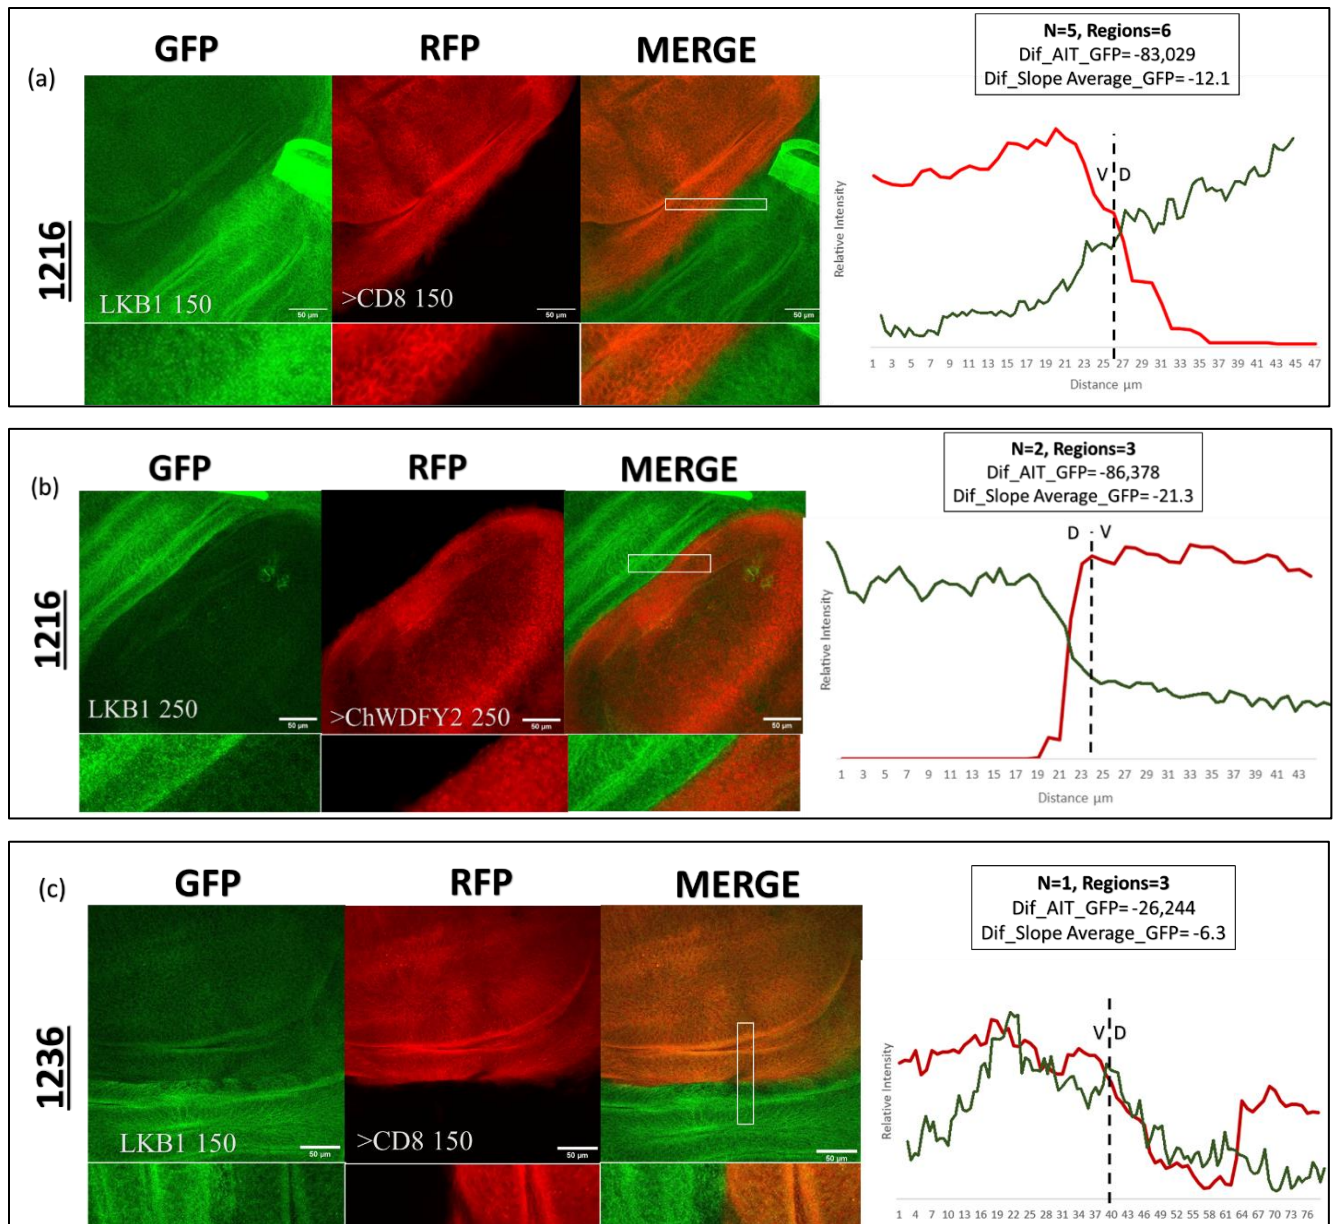 (a)
GFP RFP MERGE
1216
LKB1 150
>CD8 150
50 µm
50 µm
50 µm
N=5, Regions=6
Dif_AIT_GFP= -83,029
Dif_Slope Average_GFP= -12.1
Relative Intensity
V D
1 3 5 7 9 11 13 15 17 19 21 23 25 27 29 31 33 35 37 39 41 43 45 47
Distance µm
(b)
GFP RFP MERGE
1216
LKB1 250
>ChWDFY2 250
50 µm
50 µm
50 µm
N=2, Regions=3
Dif_AIT_GFP= -86,378
Dif_Slope Average_GFP= -21.3
Relative Intensity
D V
1 3 5 7 9 11 13 15 17 19 21 23 25 27 29 31 33 35 37 39 41 43
Distance µm
(c)
GFP RFP MERGE
1236
LKB1 150
>CD8 150
50 µm
50 µm
50 µm
N=1, Regions=3
Dif_AIT_GFP= -26,244
Dif_Slope Average_GFP= -6.3
Relative Intensity
V D
1 4 7 10 13 16 19 22 25 28 31 34 37 40 43 46 49 52 55 58 61 64 67 70 73 76